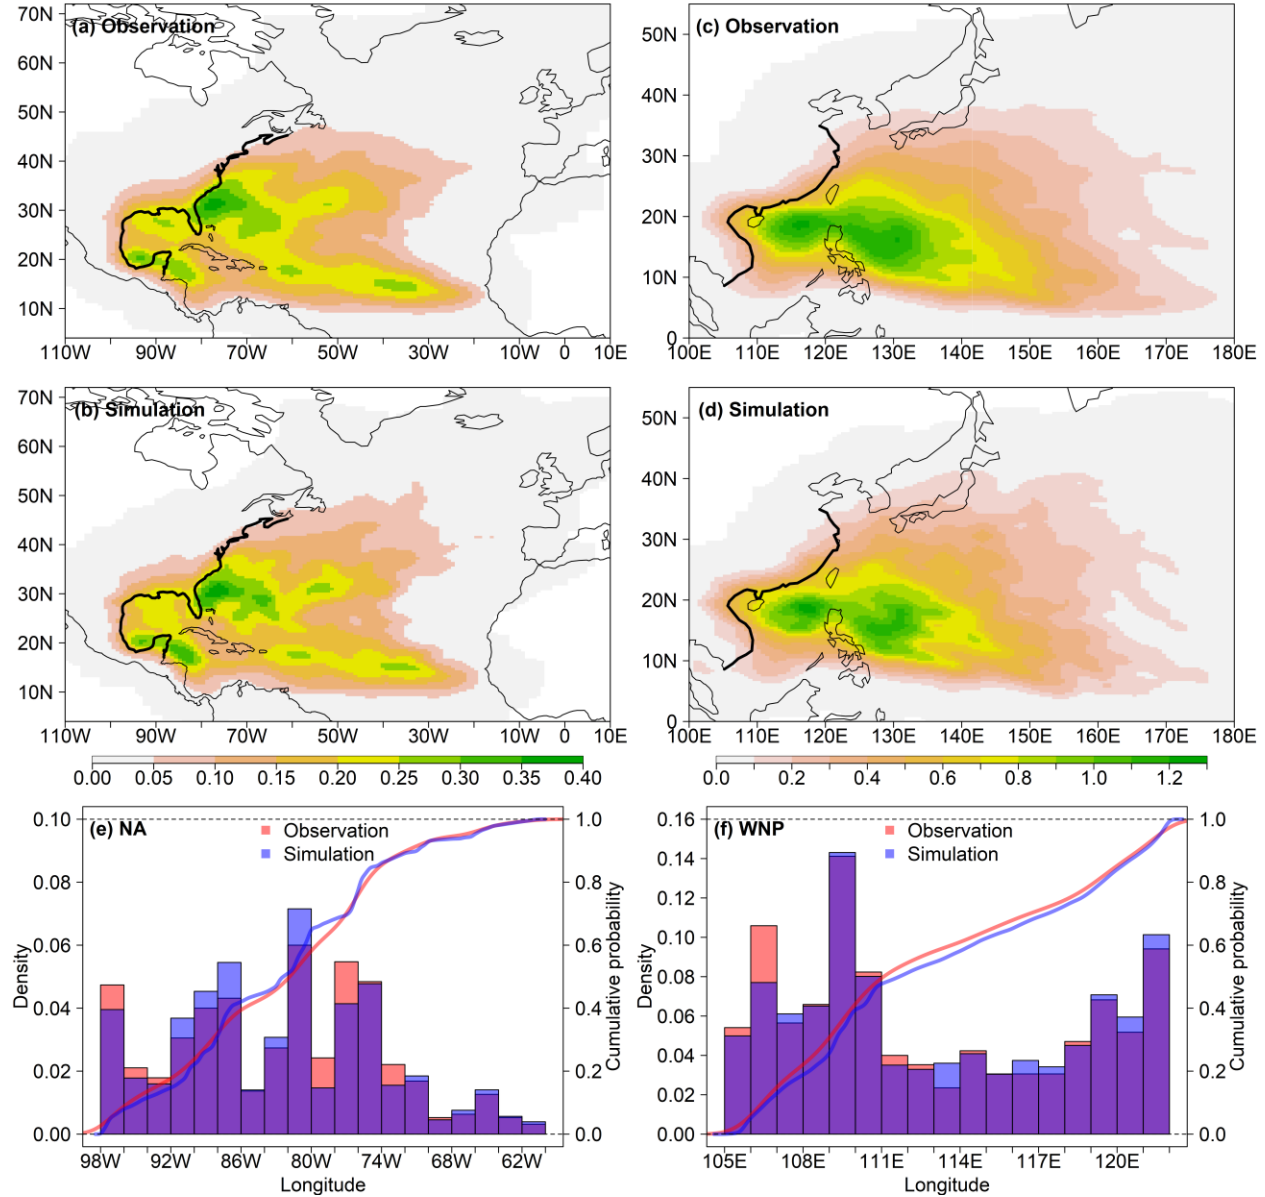 (a) Observation
70N
60N
50N
40N
30N
20N
10N
110W 90W 70W 50W 30W 10W 0 10E
(c) Observation
50N
40N
30N
20N
10N
0
100E 110E 120E 130E 140E 150E 160E 170E 180E
(b) Simulation
70N
60N
50N
40N
30N
20N
10N
110W 90W 70W 50W 30W 10W 0 10E
(d) Simulation
50N
40N
30N
20N
10N
0
100E 110E 120E 130E 140E 150E 160E 170E 180E
0.00 0.05 0.10 0.15 0.20 0.25 0.30 0.35 0.40
0.0 0.2 0.4 0.6 0.8 1.0 1.2
(e) NA
Observation
Simulation
0.10
0.08
0.06
0.04
0.02
0.00
Density
1.0
0.8
0.6
0.4
0.2
0.0
Cumulative probability
98W 92W 86W 80W 74W 68W 62W
Longitude
(f) WNP
Observation
Simulation
0.16
0.14
0.12
0.10
0.08
0.06
0.04
0.02
0.00
Density
1.0
0.8
0.6
0.4
0.2
0.0
Cumulative probability
105E 108E 111E 114E 117E 120E
Longitude